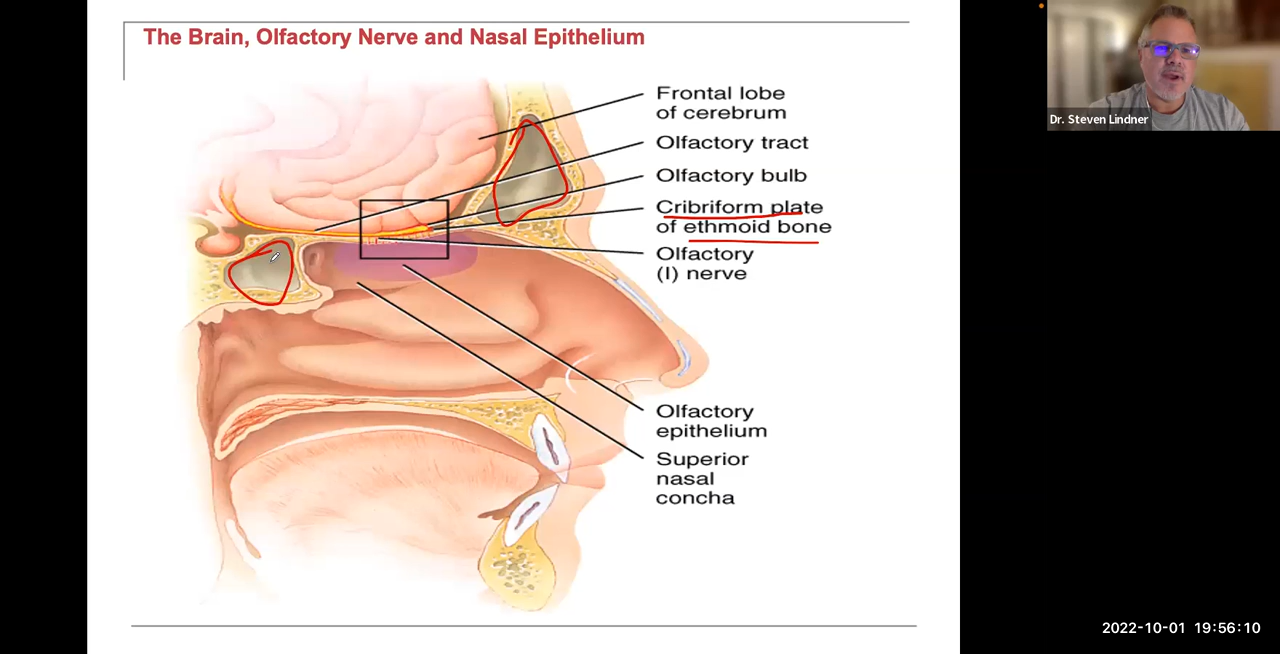 The Brain, Olfactory Nerve and Nasal Epithelium
Frontal lobe
of cerebrum
Olfactory tract
Olfactory bulb
Cribriform plate
of ethmoid bone
Olfactory
(I) nerve
Olfactory
epithelium
Superior
nasal
concha
Dr. Steven Lindner
2022-10-01 19:56:10